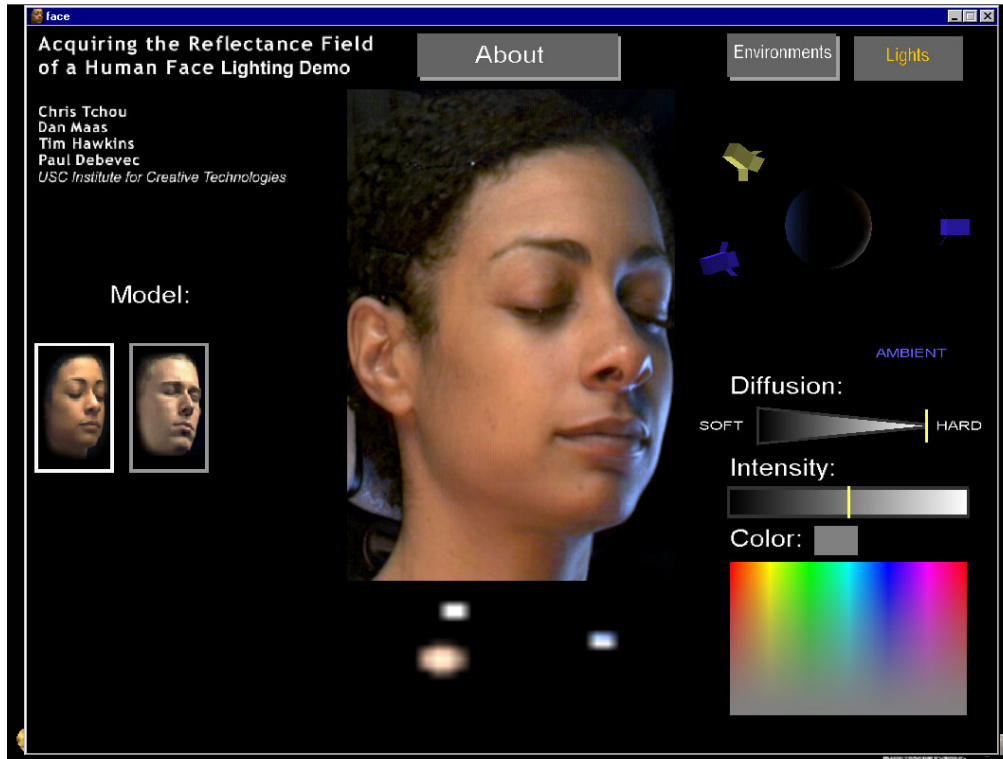 face
Acquiring the Reflectance Field
of a Human Face Lighting Demo
About
Environments
Lights
Chris Tchou
Dan Maas
Tim Hawkins
Paul Debevec
USC Institute for Creative Technologies
Model:
AMBIENT
Diffusion:
SOFT
HARD
Intensity:
Color: